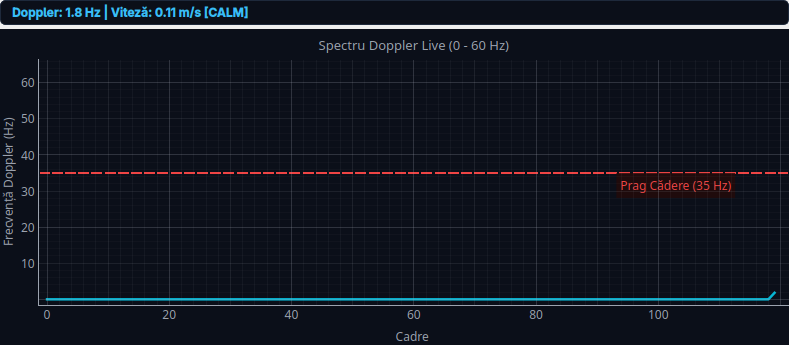 Doppler: 1.8 Hz | Viteză: 0.11 m/s [CALM]
Spectru Doppler Live (0 - 60 Hz)
Frecvență Doppler (Hz)
60
50
40
30
20
10
Prag Cădere (35 Hz)
0
20
40
60
80
100
Cadre